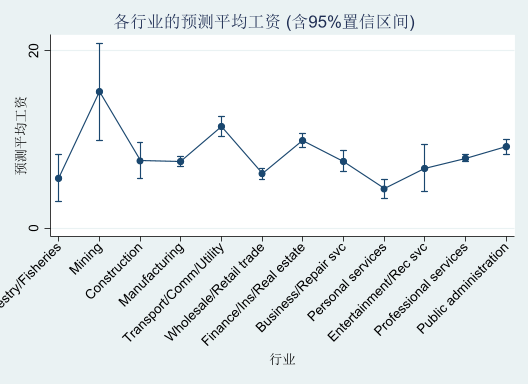 各行业的预测平均工资 (含95%置信区间)
预测平均工资
20
0
estry/Fisheries
Mining
Construction
Manufacturing
Transport/Comm/Utility
Wholesale/Retail trade
Finance/Ins/Real estate
Business/Repair svc
Personal services
Entertainment/Rec svc
Professional services
Public administration
行业